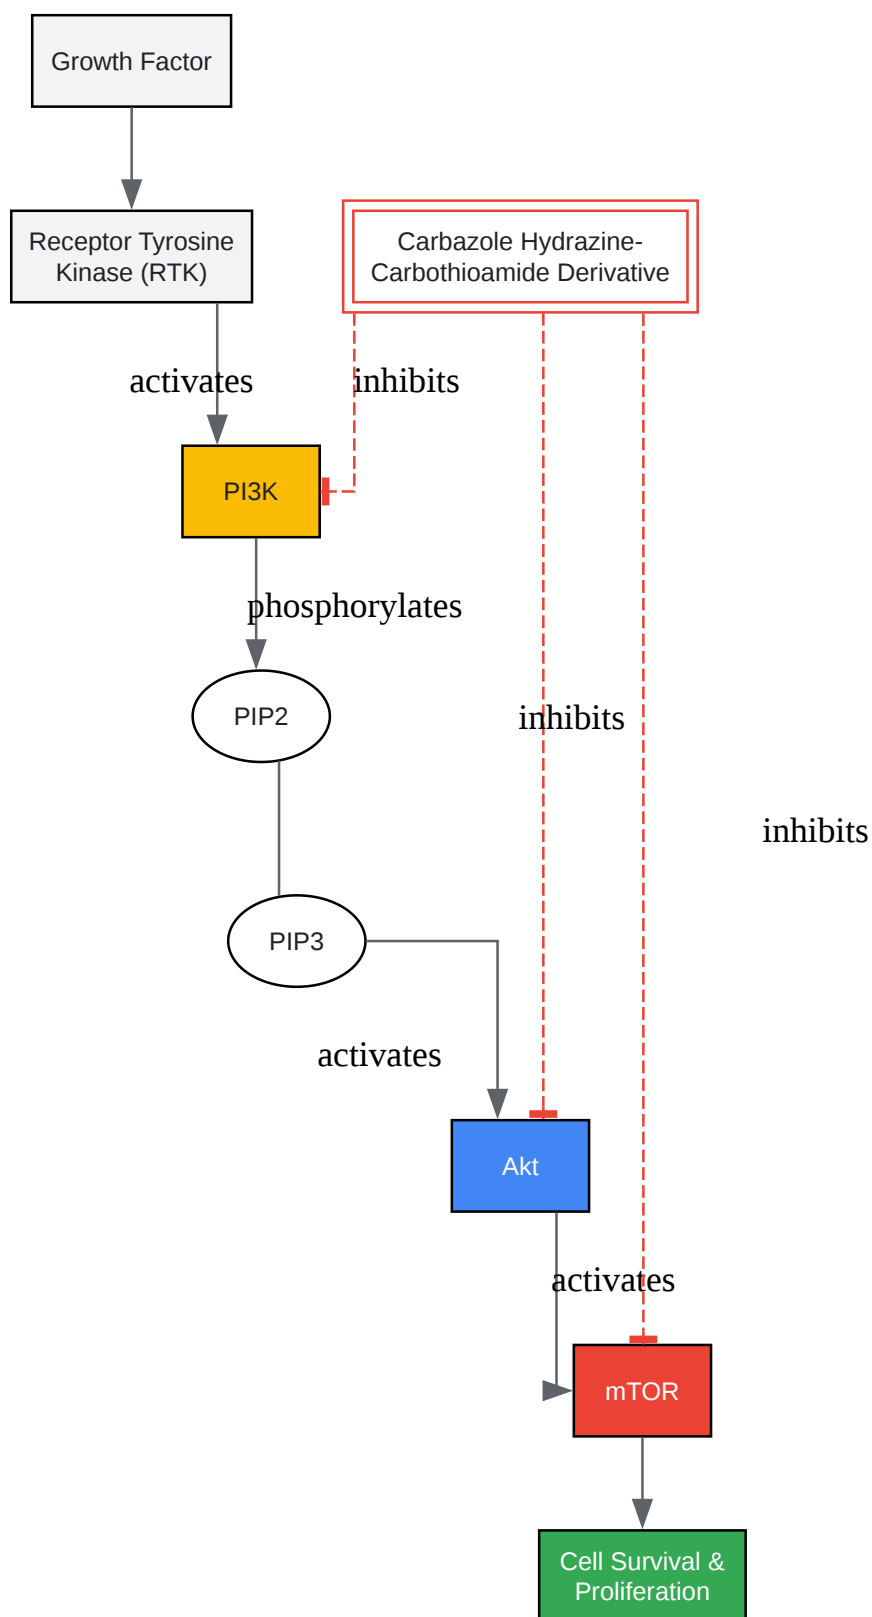 Growth Factor
Receptor Tyrosine
Kinase (RTK)
Carbazole Hydrazine-
Carbothioamide Derivative
activates
inhibits
PI3K
phosphorylates
PIP2
inhibits
inhibits
PIP3
activates
Akt
activates
mTOR
Cell Survival &
Proliferation